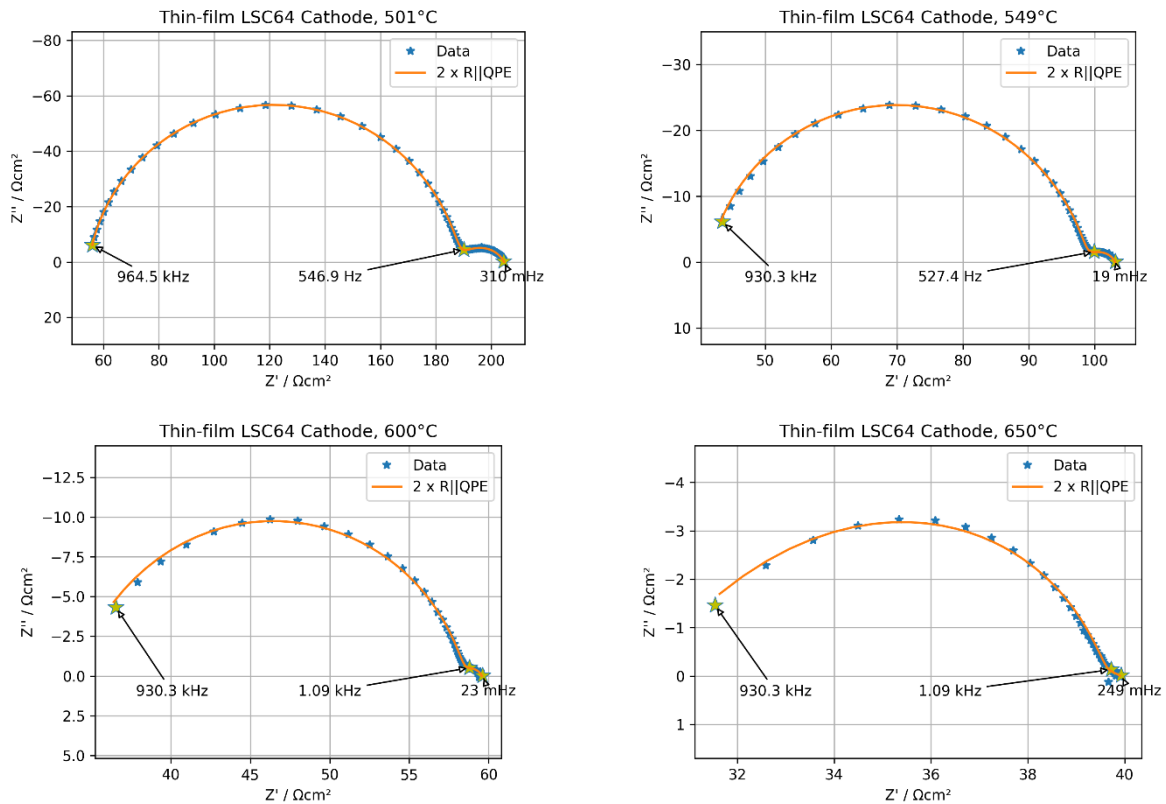 Thin-film LSC64 Cathode, 501°C
−80
−60
−40
−20
0
20
Z'' / Ωcm²
Data
2 x R||QPE
964.5 kHz
546.9 Hz
310 mHz
60
80
100
120
140
160
180
200
Z' / Ωcm²
Thin-film LSC64 Cathode, 549°C
−30
−20
−10
0
10
Z'' / Ωcm²
Data
2 x R||QPE
930.3 kHz
527.4 Hz
19 mHz
50
60
70
80
90
100
Z' / Ωcm²
Thin-film LSC64 Cathode, 600°C
−12.5
−10.0
−7.5
−5.0
−2.5
0.0
2.5
5.0
Z'' / Ωcm²
Data
2 x R||QPE
930.3 kHz
1.09 kHz
23 mHz
40
45
50
55
60
Z' / Ωcm²
Thin-film LSC64 Cathode, 650°C
−4
−3
−2
−1
0
1
Z'' / Ωcm²
Data
2 x R||QPE
930.3 kHz
1.09 kHz
249 mHz
32
34
36
38
40
Z' / Ωcm²